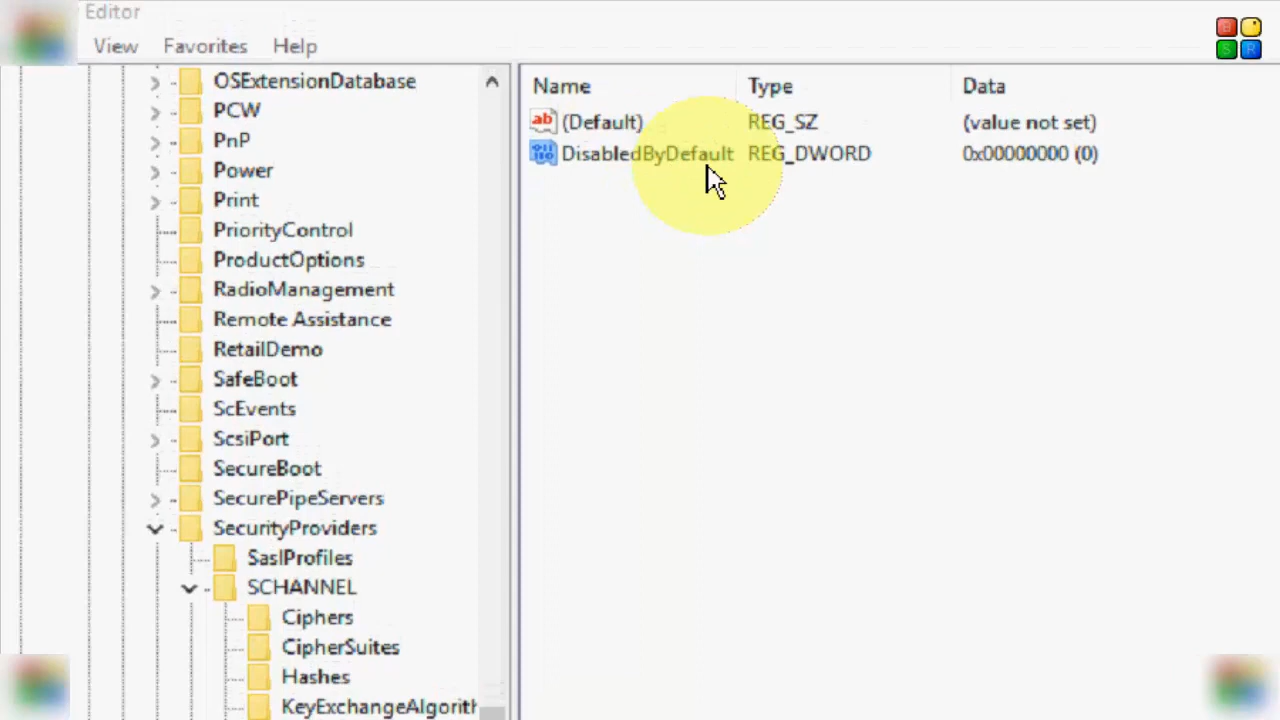 Editor
View Favorites Help
OSExtensionDatabase
PCW
PnP
Power
Print
PriorityControl
ProductOptions
RadioManagement
Remote Assistance
RetailDemo
SafeBoot
ScEvents
ScsiPort
SecureBoot
SecurePipeServers
SecurityProviders
SaslProfiles
SCHANNEL
Ciphers
CipherSuites
Hashes
KeyExchangeAlgorith
Name Type Data
ab (Default) REG_SZ (value not set)
DisabledByDefault REG_DWORD 0x00000000 (0)